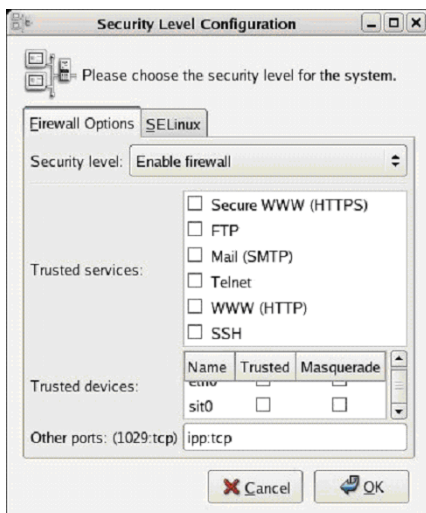 Security Level Configuration
Please choose the security level for the system.
Firewall Options
SELinux
Security level: Enable firewall
Trusted services:
Secure WWW (HTTPS)
FTP
Mail (SMTP)
Telnet
WWW (HTTP)
SSH
Trusted devices:
Name Trusted Masquerade
sit0
Other ports: (1029:tcp) ipp:tcp
Cancel
OK